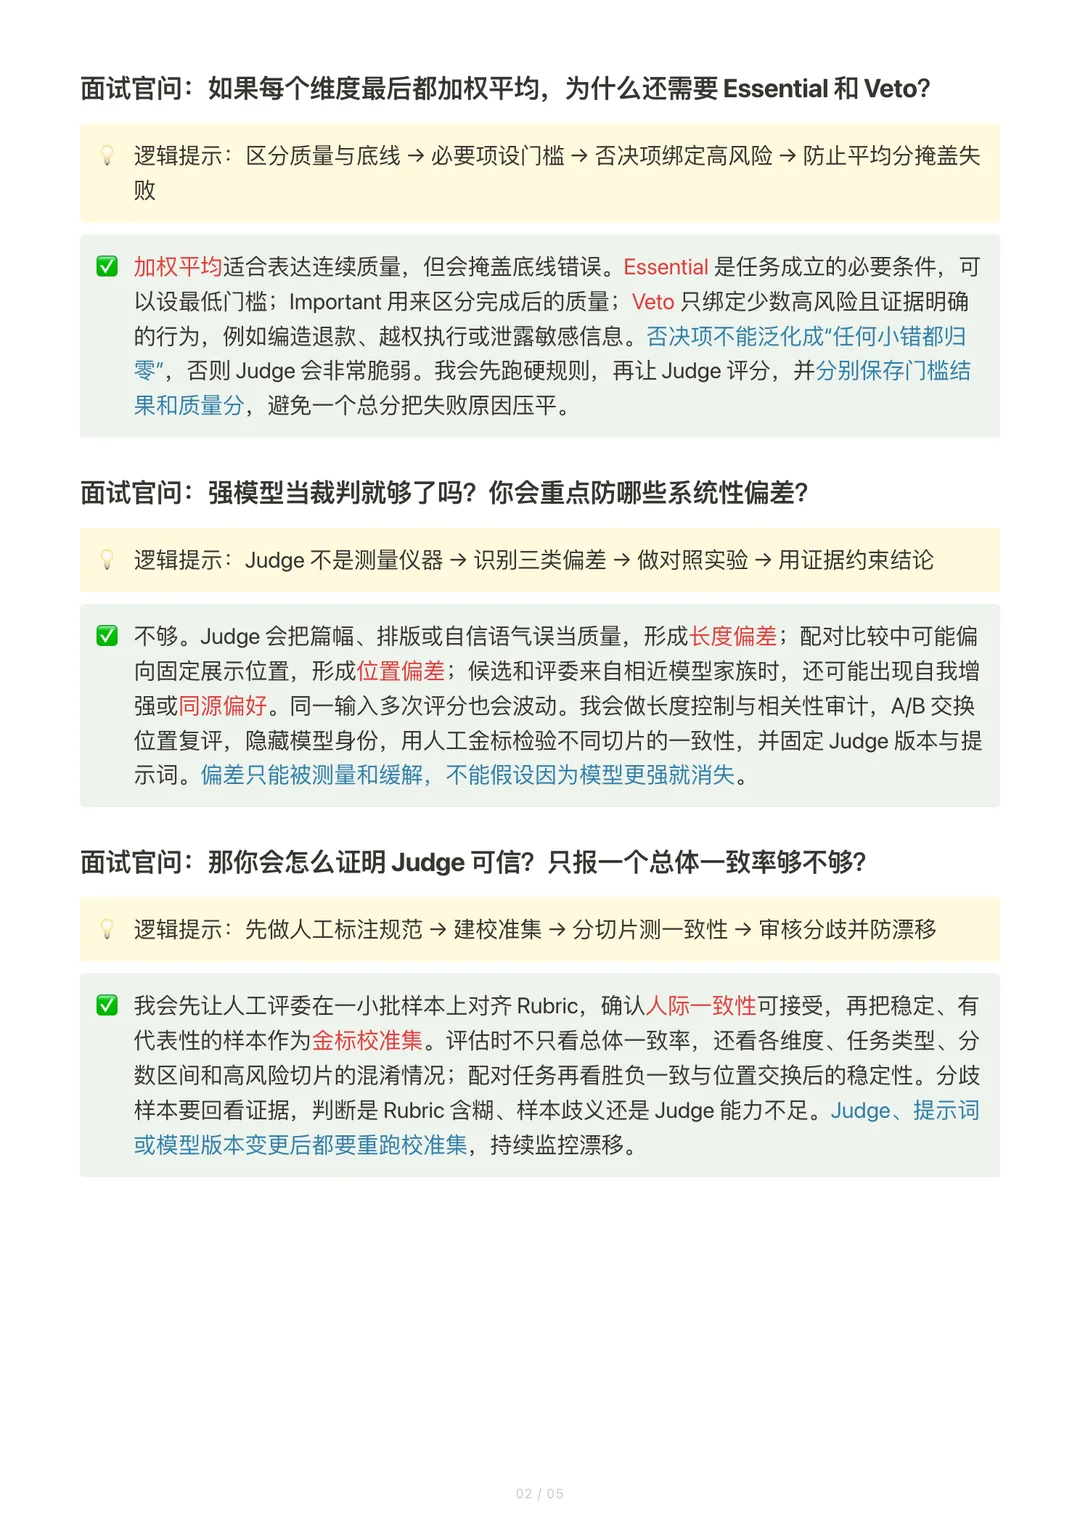 面试官问：如果每个维度最后都加权平均，为什么还需要 Essential 和 Veto？
逻辑提示：区分质量与底线 → 必要项设门槛 → 否决项绑定高风险 → 防止平均分掩盖失
败
加权平均适合表达连续质量，但会掩盖底线错误。Essential 是任务成立的必要条件，可
以设最低门槛；Important 用来区分完成后的质量；Veto 只绑定少数高风险且证据明确
的行为，例如编造退款、越权执行或泄露敏感信息。否决项不能泛化成“任何小错都归
零”，否则 Judge 会非常脆弱。我会先跑硬规则，再让 Judge 评分，并分别保存门槛结
果和质量分，避免一个总分把失败原因压平。
面试官问：强模型当裁判就够了吗？你会重点防哪些系统性偏差？
逻辑提示：Judge 不是测量仪器 → 识别三类偏差 → 做对照实验 → 用证据约束结论
不够。Judge 会把篇幅、排版或自信语气误当质量，形成长度偏差；配对比较中可能偏
向固定展示位置，形成位置偏差；候选和评委来自相近模型家族时，还可能出现自我增
强或同源偏好。同一输入多次评分也会波动。我会做长度控制与相关性审计，A/B 交换
位置复评，隐藏模型身份，用人工金标检验不同切片的一致性，并固定 Judge 版本与提
示词。偏差只能被测量和缓解，不能假设因为模型更强就消失。
面试官问：那你会怎么证明 Judge 可信？只报一个总体一致率够不够？
逻辑提示：先做人工标注规范 → 建校准集 → 分切片测一致性 → 审核分歧并防漂移
我会先让人工评委在一小批样本上对齐 Rubric，确认人际一致性可接受，再把稳定、有
代表性的样本作为金标校准集。评估时不只看总体一致率，还看各维度、任务类型、分
数区间和高风险切片的混淆情况；配对任务再看胜负一致与位置交换后的稳定性。分歧
样本要回看证据，判断是 Rubric 含糊、样本歧义还是 Judge 能力不足。Judge、提示词
或模型版本变更后都要重跑校准集，持续监控漂移。
02 / 05